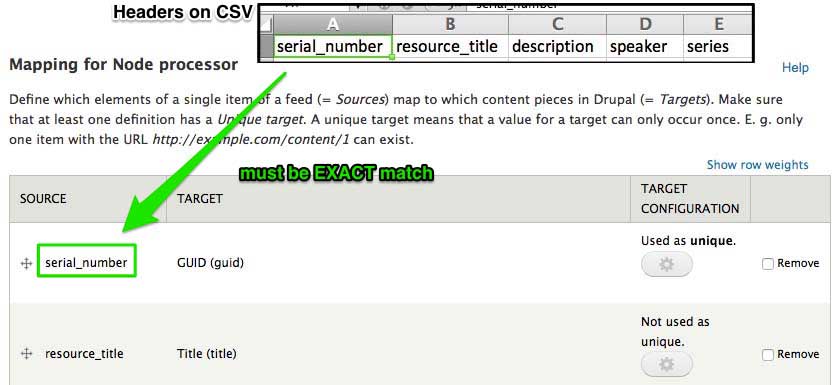 Headers on CSV
serial_number
A B C D E
serial_number resource_title description speaker series
Mapping for Node processor
Help
Define which elements of a single item of a feed (= Sources) map to which content pieces in Drupal (= Targets). Make sure
that at least one definition has a Unique target. A unique target means that a value for a target can only occur once. E. g. only
one item with the URL http://example.com/content/1 can exist.
must be EXACT match
Show row weights
SOURCE TARGET TARGET
CONFIGURATION
Used as unique.
serial_number GUID (guid) Remove
Not used as
unique.
resource_title Title (title) Remove